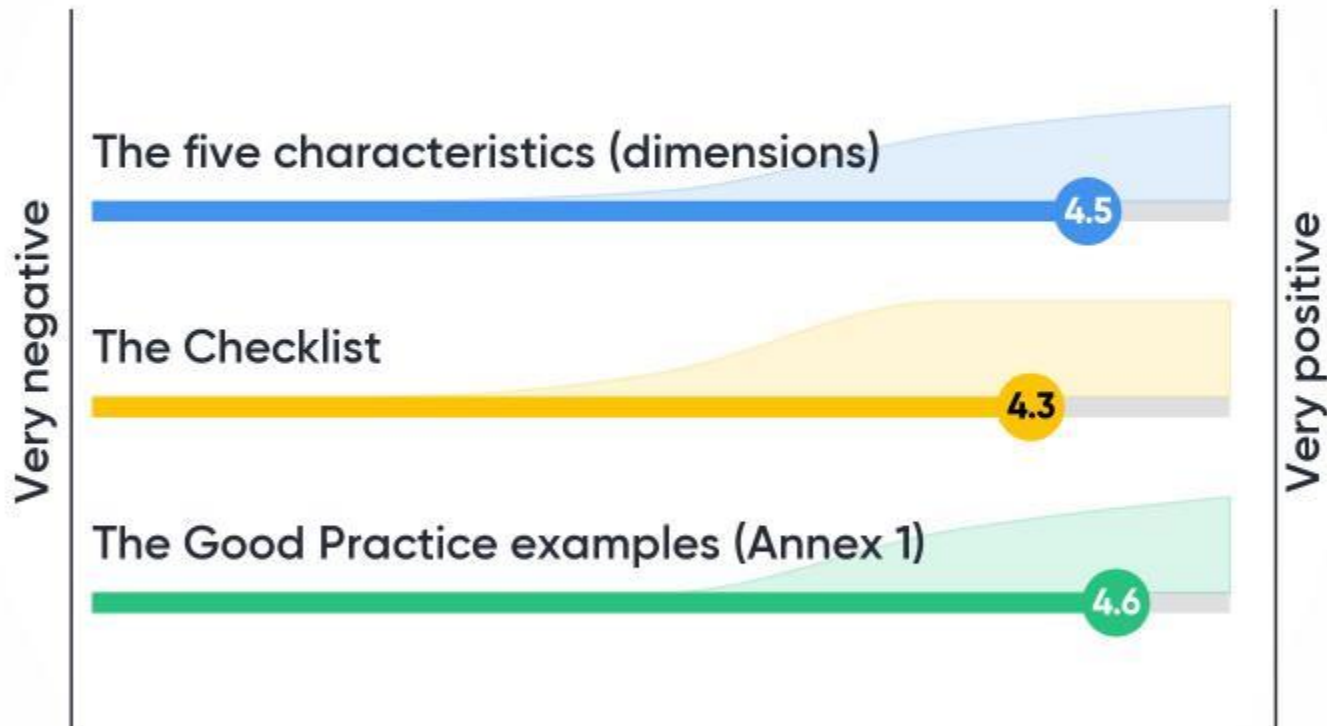 Very negative
The five characteristics (dimensions)
4.5
The Checklist
4.3
The Good Practice examples (Annex 1)
4.6
Very positive